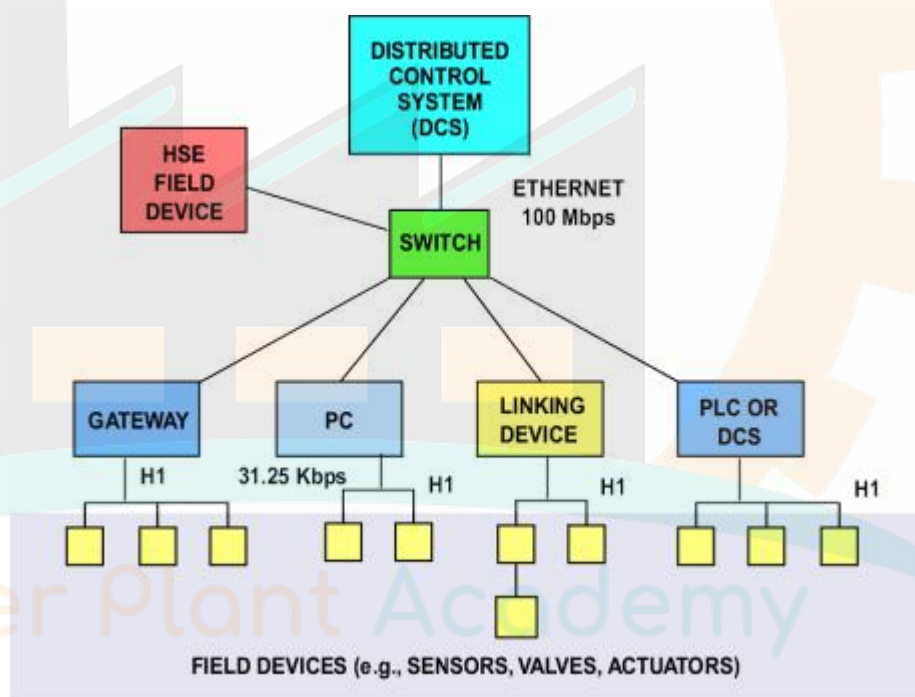 DISTRIBUTED
CONTROL
SYSTEM
(DCS)
HSE
FIELD
DEVICE
ETHERNET
100 Mbps
SWITCH
GATEWAY
PC
LINKING
DEVICE
PLC OR
DCS
H1
31.25 Kbps
H1
H1
H1
er Plant Academy
FIELD DEVICES (e.g., SENSORS, VALVES, ACTUATORS)